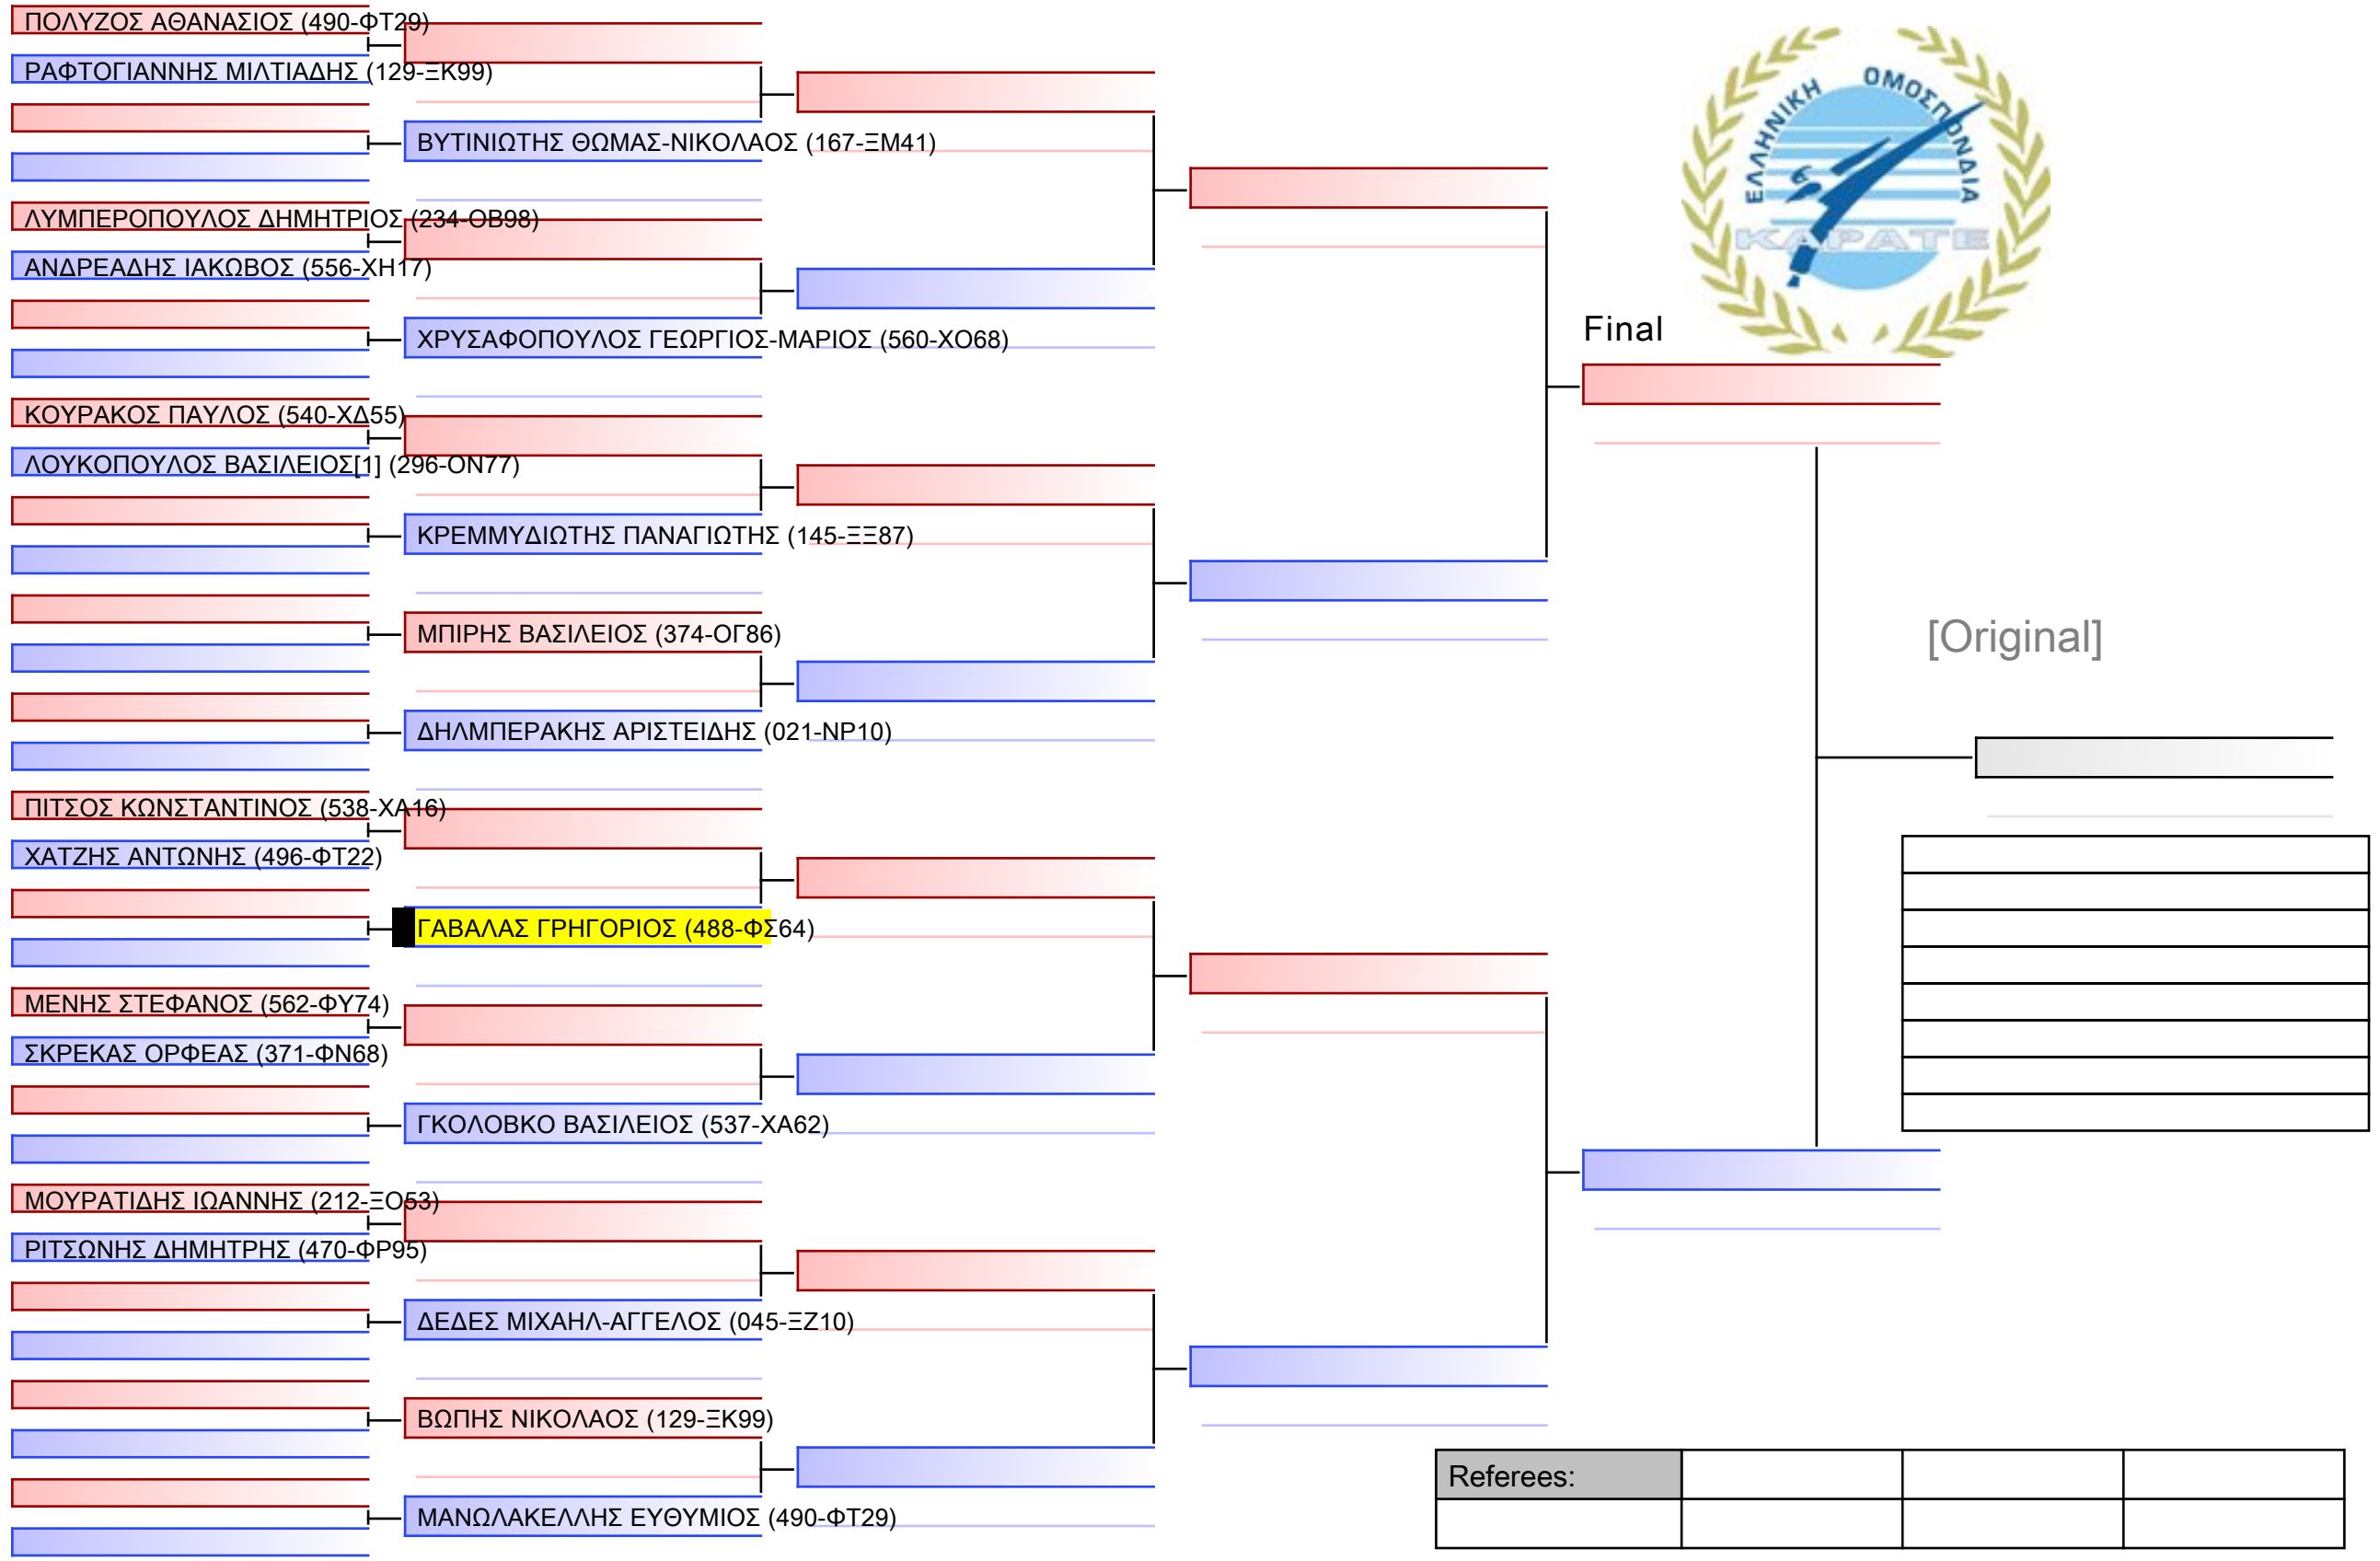 ΠΟΛΥΖΟΣ ΑΘΑΝΑΣΙΟΣ (490-ΦΤ29)
ΡΑΦΤΟΓΙΑΝΝΗΣ ΜΙΛΤΙΑΔΗΣ (129-ΞΚ99)
ΒΥΤΙΝΙΩΤΗΣ ΘΩΜΑΣ-ΝΙΚΟΛΑΟΣ (167-ΞΜ41)
ΛΥΜΠΕΡΟΠΟΥΛΟΣ ΔΗΜΗΤΡΙΟΣ (234-ΟΒ98)
ΑΝΔΡΕΑΔΗΣ ΙΑΚΩΒΟΣ (556-ΧΗ17)
ΧΡΥΣΑΦΟΠΟΥΛΟΣ ΓΕΩΡΓΙΟΣ-ΜΑΡΙΟΣ (560-ΧΟ68)
ΚΟΥΡΑΚΟΣ ΠΑΥΛΟΣ (540-ΧΔ55)
ΛΟΥΚΟΠΟΥΛΟΣ ΒΑΣΙΛΕΙΟΣ[1] (296-ΟΝ77)
ΚΡΕΜΜΥΔΙΩΤΗΣ ΠΑΝΑΓΙΩΤΗΣ (145-ΞΞ87)
ΜΠΙΡΗΣ ΒΑΣΙΛΕΙΟΣ (374-ΟΓ86)
ΔΗΛΜΠΕΡΑΚΗΣ ΑΡΙΣΤΕΙΔΗΣ (021-ΝΡ10)
ΠΙΤΣΟΣ ΚΩΝΣΤΑΝΤΙΝΟΣ (538-ΧΑ16)
ΧΑΤΖΗΣ ΑΝΤΩΝΗΣ (496-ΦΤ22)
ΓΑΒΑΛΑΣ ΓΡΗΓΟΡΙΟΣ (488-ΦΣ64)
ΜΕΝΗΣ ΣΤΕΦΑΝΟΣ (562-ΦΥ74)
ΣΚΡΕΚΑΣ ΟΡΦΕΑΣ (371-ΦΝ68)
ΓΚΟΛΟΒΚΟ ΒΑΣΙΛΕΙΟΣ (537-ΧΑ62)
ΜΟΥΡΑΤΙΔΗΣ ΙΩΑΝΝΗΣ (212-ΞΟ53)
ΡΙΤΣΩΝΗΣ ΔΗΜΗΤΡΗΣ (470-ΦΡ95)
ΔΕΔΕΣ ΜΙΧΑΗΛ-ΑΓΓΕΛΟΣ (045-ΞΖ10)
ΒΩΠΗΣ ΝΙΚΟΛΑΟΣ (129-ΞΚ99)
ΜΑΝΩΛΑΚΕΛΛΗΣ ΕΥΘΥΜΙΟΣ (490-ΦΤ29)
ΕΛΛΗΝΙΚΗ ΟΜΟΣΠΟΝΔΙΑ
ΚΑΡΑΤΕ
Final
[Original]
Referees: